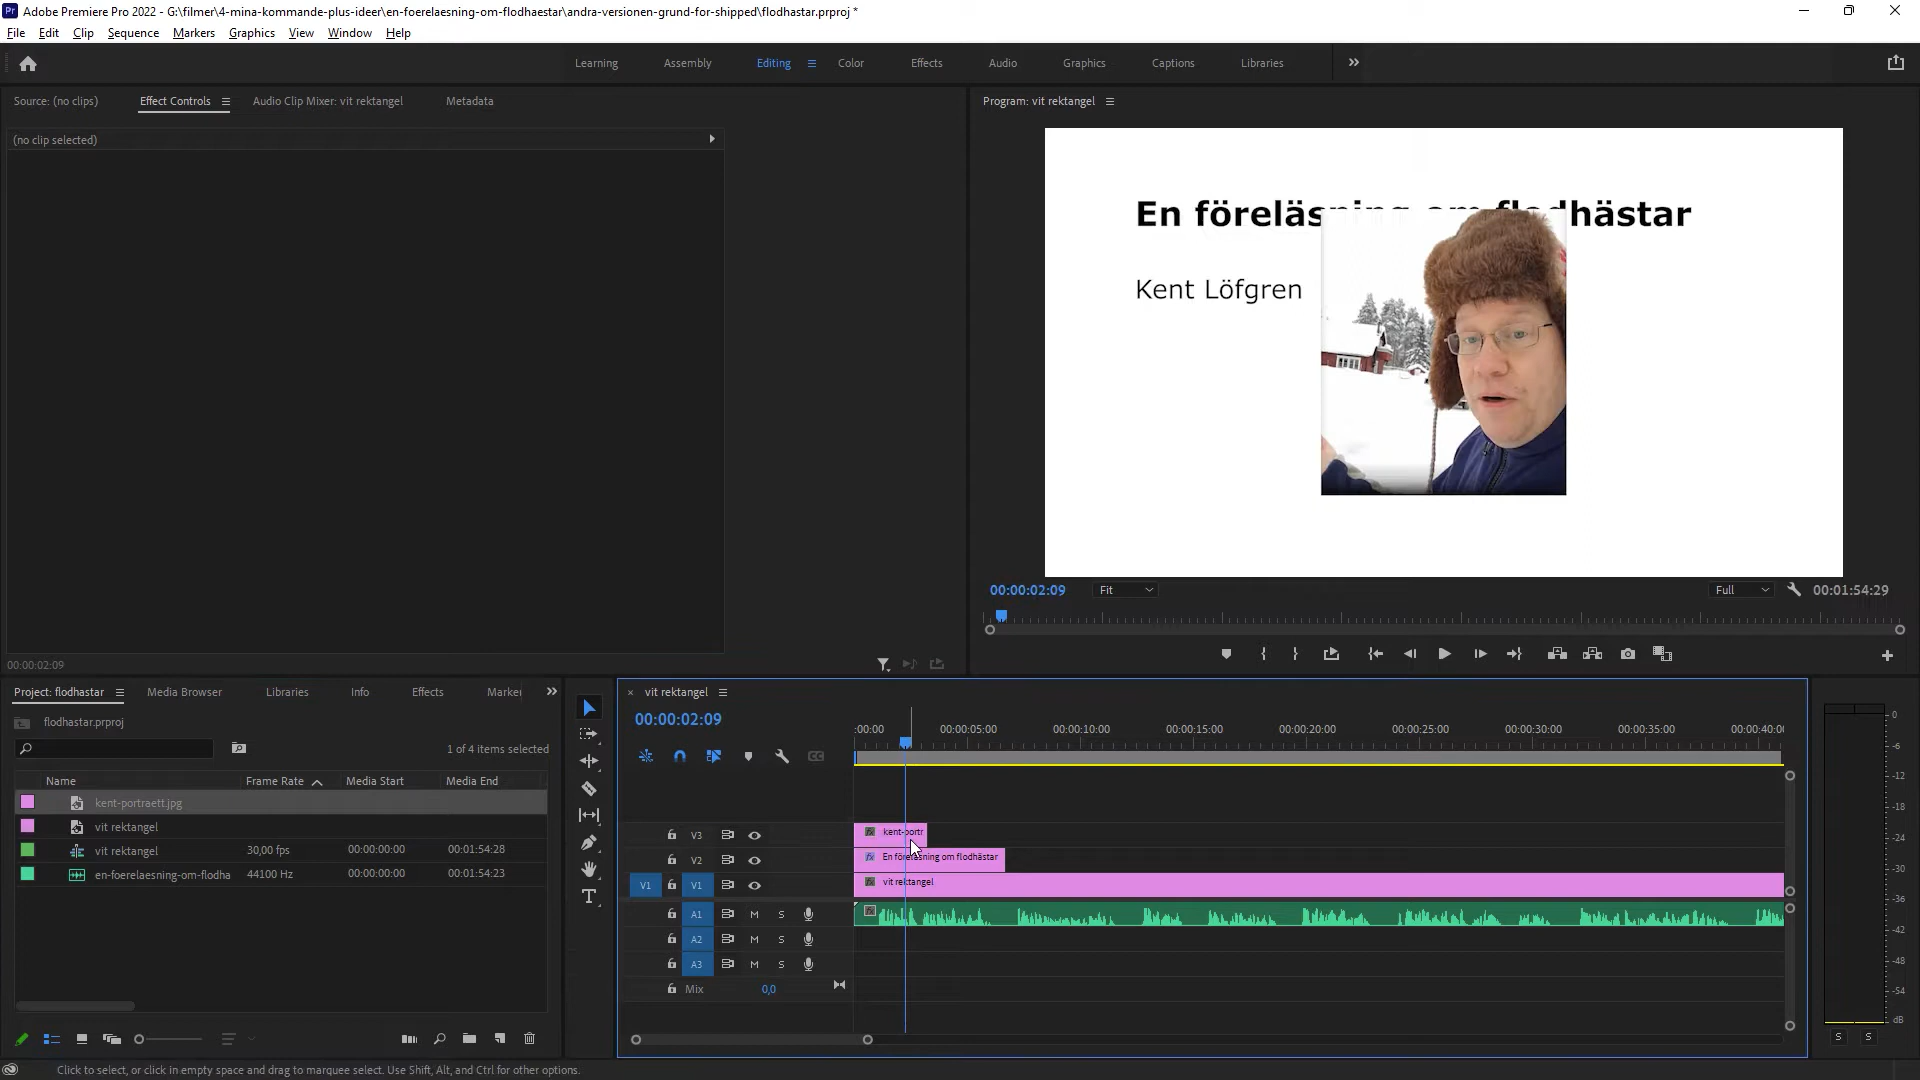 Adobe Premiere Pro 2022 - G:\filmer\4-mina-kommande-plus-ideer\en-foerelaesning-om-flodhaestar\andra-versionen-grund-for-shipped\flodhastar.prproj *
File Edit Clip Sequence Markers Graphics View Window Help
Learning Assembly Editing Color Effects Audio Graphics Captions Libraries
Source: (no clips) Effect Controls Audio Clip Mixer: vit rektangel Metadata
Program: vit rektangel
(no clip selected)
En föreläsning om flodhästar
Kent Löfgren
00:00:02:09 Fit Full 00:01:54:29
00:00:02:09
Project: flodhastar Media Browser Libraries Info Effects Marker
flodhastar.prproj
1 of 4 items selected
Name Frame Rate Media Start Media End
kent-portraett.jpg
vit rektangel
vit rektangel 30,00 fps 00:00:00:00 00:01:54:28
en-foerelaesning-om-flodha 44100 Hz 00:00:00:00 00:01:54:23
× vit rektangel
00:00:02:09
:00:00 00:00:05:00 00:00:10:00 00:00:15:00 00:00:20:00 00:00:25:00 00:00:30:00 00:00:35:00 00:00:40:00
V3 kent-portr
V2 En föreläsning om flodhästar
V1 V1 vit rektangel
A1 M S
A2 M S
A3 M S
Mix 0,0
0
-6
-12
-18
-24
-30
-36
-42
-48
-54
dB
S S
Click to select, or click in empty space and drag to marquee select. Use Shift, Alt, and Ctrl for other options.